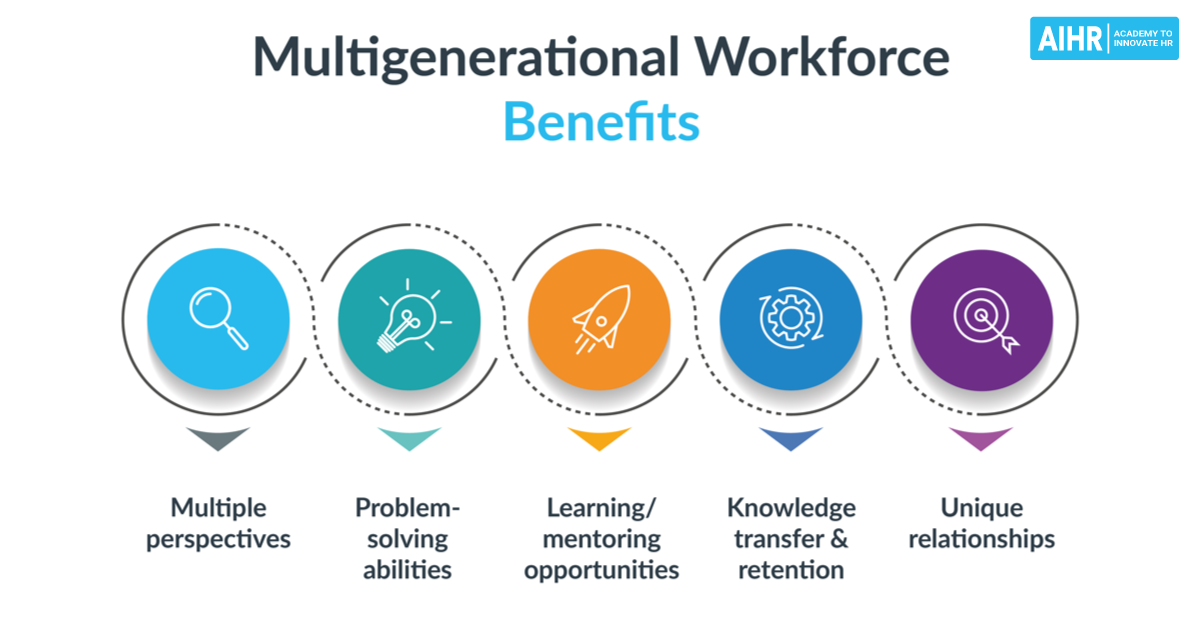 Multigenerational Workforce
Benefits
AIHR
ACADEMY TO
INNOVATE HR
Multiple
perspectives
Problem-
solving
abilities
Learning/
mentoring
opportunities
Knowledge
transfer &
retention
Unique
relationships